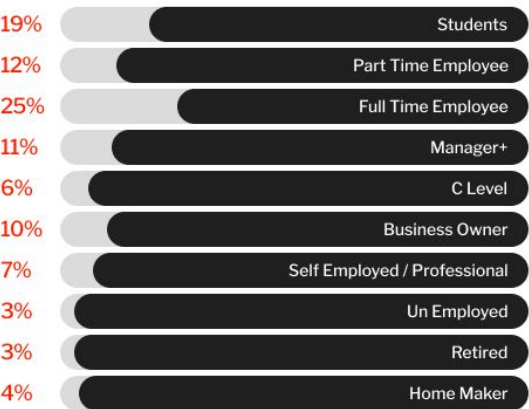 19% Students
12% Part Time Employee
25% Full Time Employee
11% Manager+
6% C Level
10% Business Owner
7% Self Employed / Professional
3% Un Employed
3% Retired
4% Home Maker